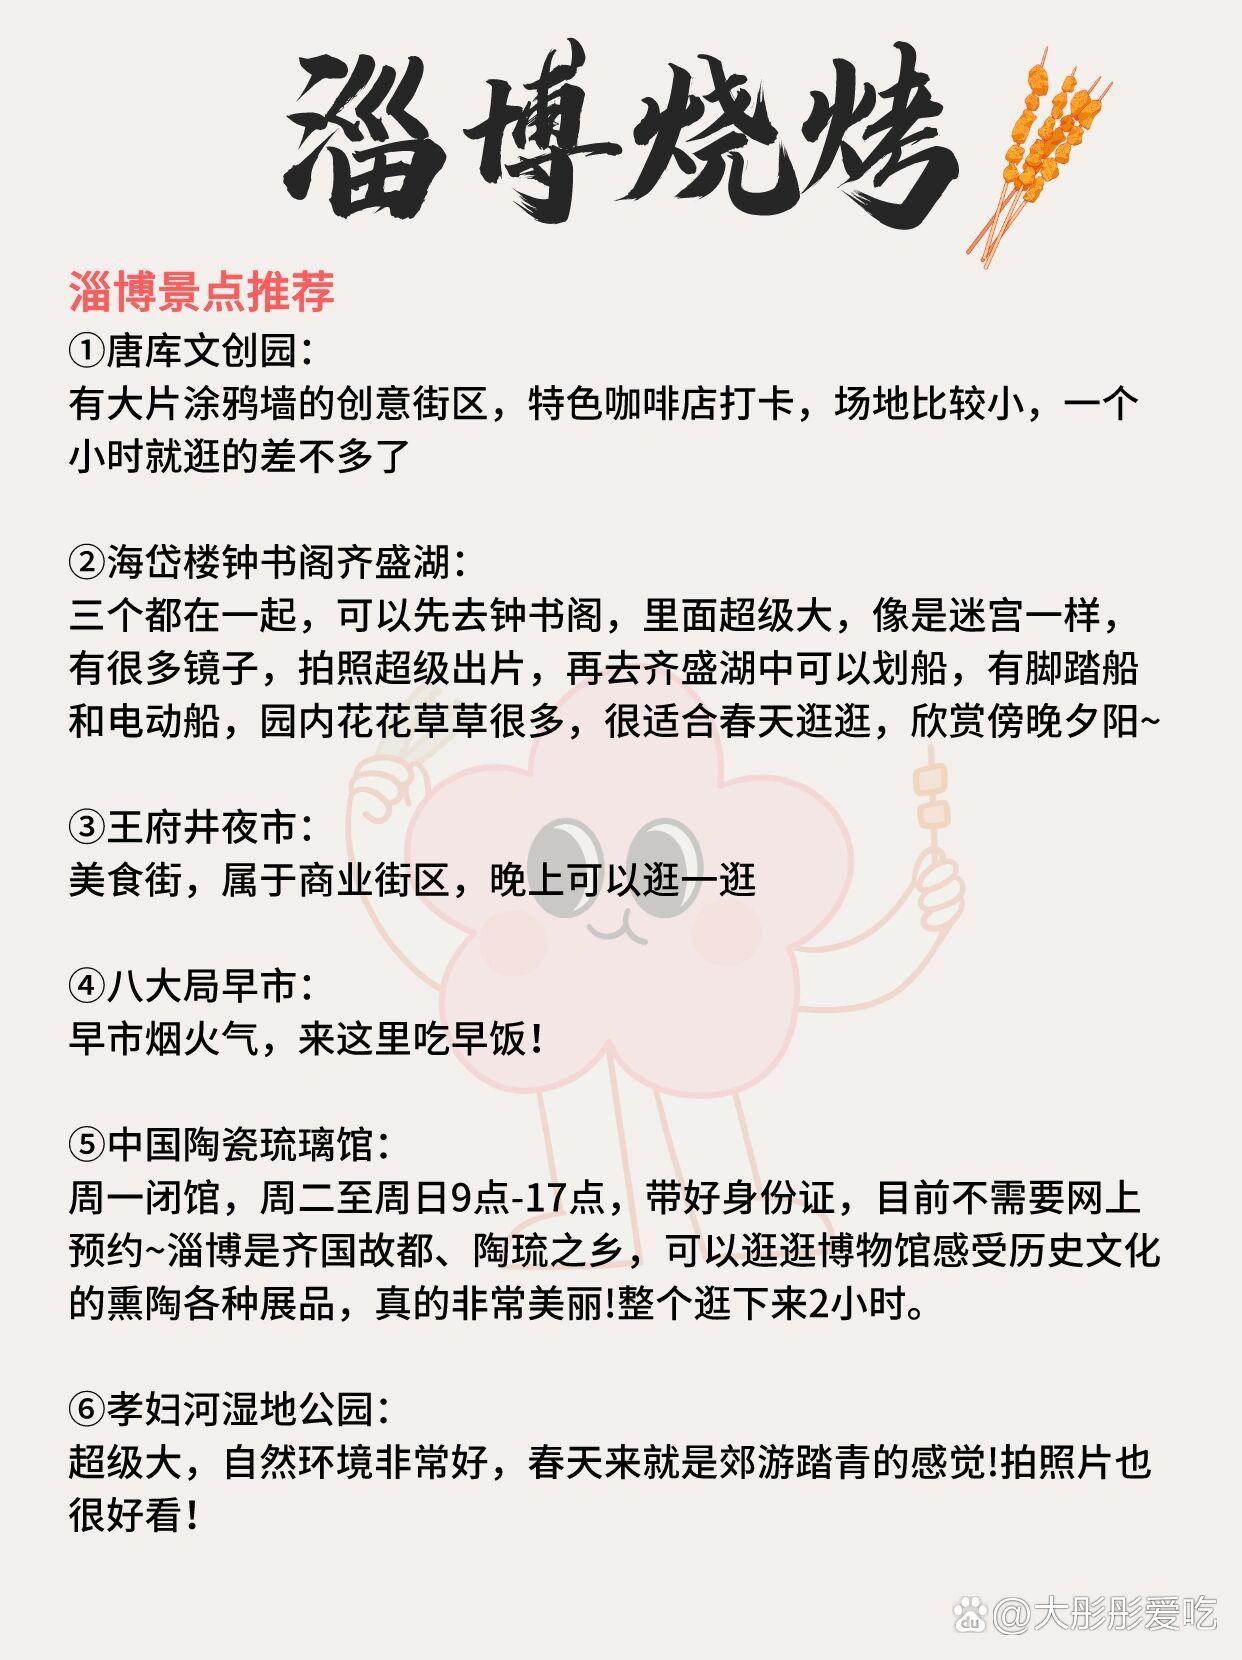 淄博烧烤
淄博景点推荐
①唐库文创园：
有大片涂鸦墙的创意街区，特色咖啡店打卡，场地比较小，一个
小时就逛的差不多了
②海岱楼钟书阁齐盛湖：
三个都在一起，可以先去钟书阁，里面超级大，像是迷宫一样，
有很多镜子，拍照超级出片，再去齐盛湖中可以划船，有脚踏船
和电动船，园内花花草草很多，很适合春天逛逛，欣赏傍晚夕阳~
③王府井夜市：
美食街，属于商业街区，晚上可以逛一逛
④八大局早市：
早市烟火气，来这里吃早饭！
⑤中国陶瓷琉璃馆：
周一闭馆，周二至周日9点-17点，带好身份证，目前不需要网上
预约~淄博是齐国故都、陶琉之乡，可以逛逛博物馆感受历史文化
的熏陶各种展品，真的非常美丽!整个逛下来2小时。
⑥孝妇河湿地公园：
超级大，自然环境非常好，春天来就是郊游踏青的感觉!拍照片也
很好看！
du @大彤彤爱吃